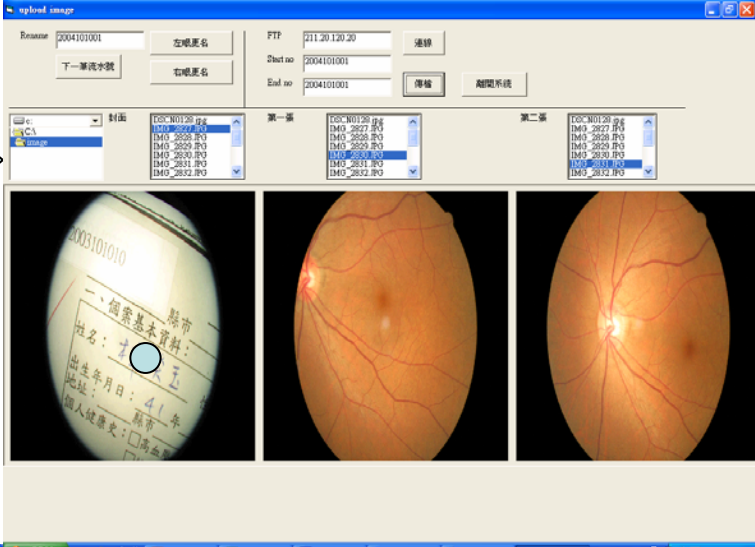 upload image
Rename 2004101001
左眼更名
下一筆流水號
右眼更名
FTP 211.20.120.20
連線
Start no 2004101001
End no 2004101001
傳檔
離開系統
c:
C:\
image
封面
DSCN0128.jpg
IMG_2827.JPG
IMG_2828.JPG
IMG_2829.JPG
IMG_2830.JPG
IMG_2831.JPG
IMG_2832.JPG
第一張
DSCN0128.jpg
IMG_2827.JPG
IMG_2828.JPG
IMG_2829.JPG
IMG_2830.JPG
IMG_2831.JPG
IMG_2832.JPG
第二張
DSCN0128.jpg
IMG_2827.JPG
IMG_2828.JPG
IMG_2829.JPG
IMG_2830.JPG
IMG_2831.JPG
IMG_2832.JPG
2003101010
縣市
一、個案基本資料：
姓名： 玉
出生年月日： 41 年
地址： 縣市
個人健康史：□高血